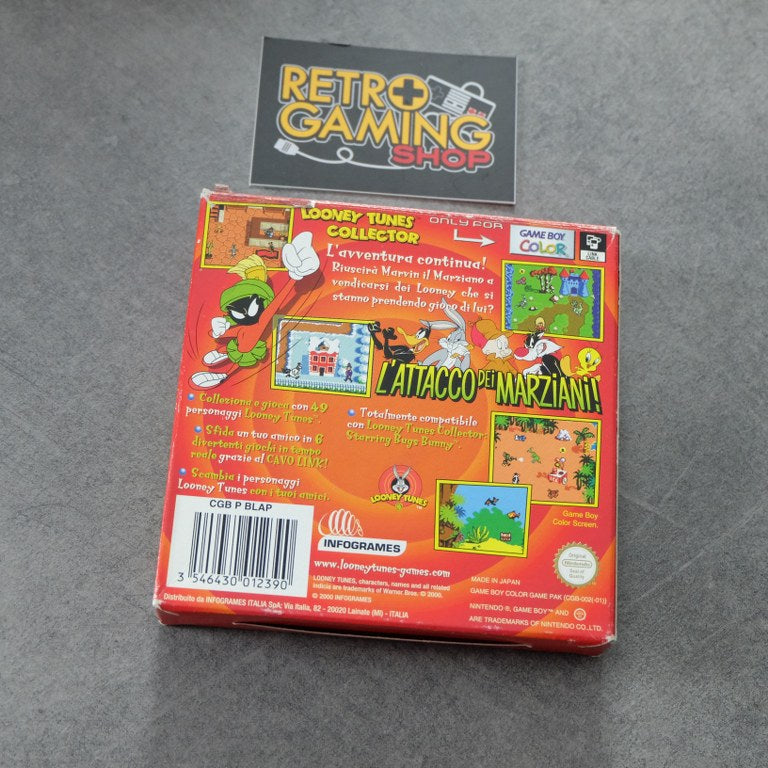 RETRO
GAMING
SHOP
LOONEY TUNES
COLLECTOR
ONLY FOR
GAME BOY
COLOR
LINK
CABLE
L'avventura continua!
Riuscirà Marvin il Marziano a
vendicarsi dei Looney che si
stanno prendendo gioco di lui?
L'ATTACCO DEI MARZIANI!
Colleziona e gioca con 49
personaggi Looney Tunes™.
Sfida un tuo amico in 6
divertenti giochi in tempo
reale grazie al CAVO LINK!
Scambia i personaggi
Looney Tunes con i tuoi amici.
Totalmente compatibile
con Looney Tunes Collector:
Starring Bugs Bunny™.
LOONEY TUNES
Game Boy
Color Screen.
CGB P BLAP
3 546430 012390
INFOGRAMES
www.looneytunes-games.com
LOONEY TUNES, characters, names and all related
indicia are trademarks of Warner Bros. © 2000.
© 2000 INFOGRAMES
Distribuito da INFOGRAMES ITALIA SpA: Via Italia, 82 - 20020 Lainate (MI) - ITALIA
Original
Nintendo
Seal of
Quality
MADE IN JAPAN
GAME BOY COLOR GAME PAK (CGB-002(-01))
NINTENDO ®, GAME BOY™ AND
ARE TRADEMARKS OF NINTENDO CO.,LTD.